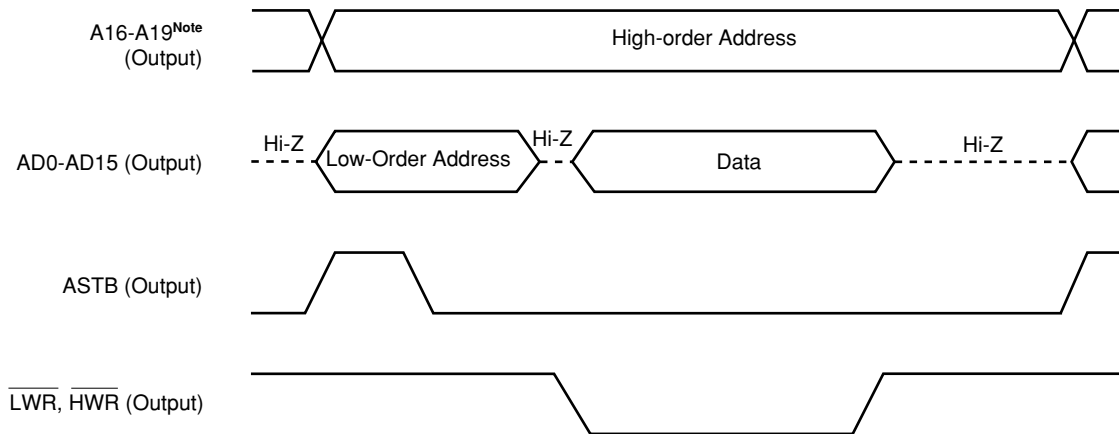 A16-A19Note
(Output)
High-order Address
AD0-AD15 (Output)
Hi-Z
Low-Order Address
Hi-Z
Data
Hi-Z
ASTB (Output)
LWR, HWR (Output)